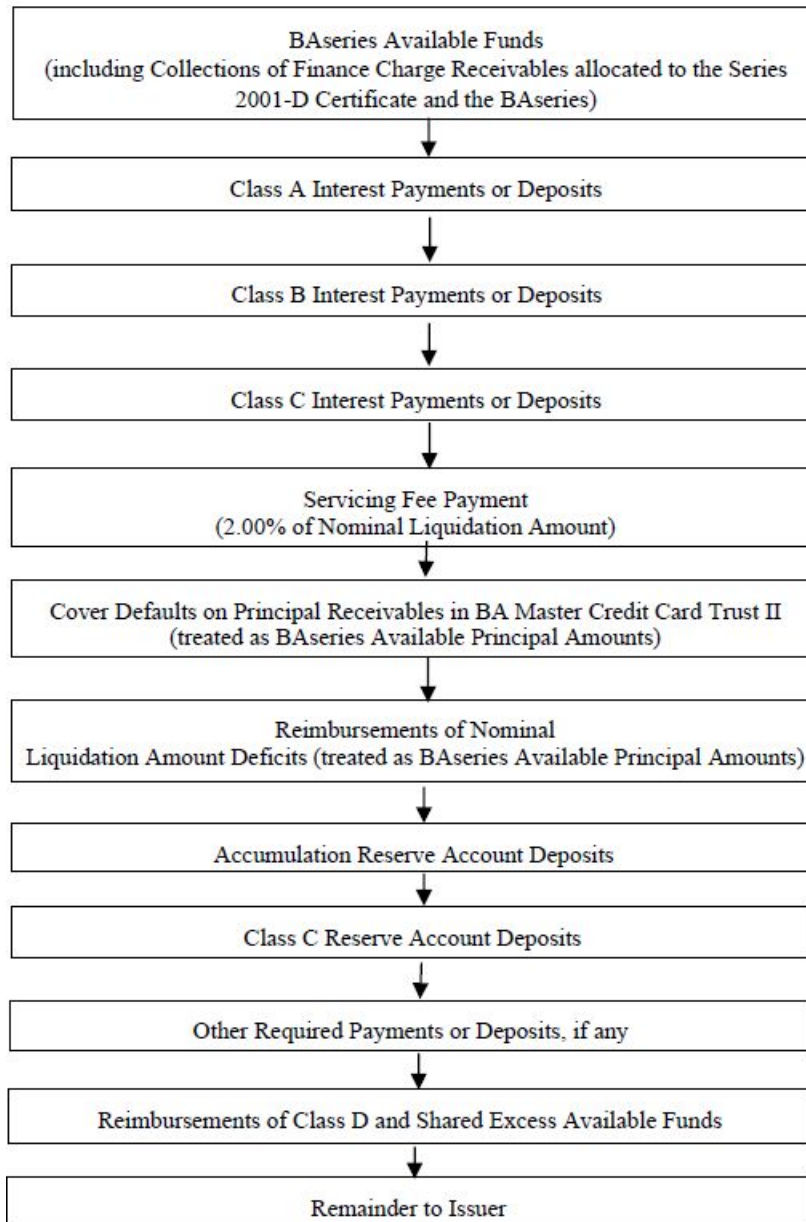 BAseries Available Funds
(including Collections of Finance Charge Receivables allocated to the Series
2001-D Certificate and the BAseries)
Class A Interest Payments or Deposits
Class B Interest Payments or Deposits
Class C Interest Payments or Deposits
Servicing Fee Payment
(2.00% of Nominal Liquidation Amount)
Cover Defaults on Principal Receivables in BA Master Credit Card Trust II
(treated as BAseries Available Principal Amounts)
Reimbursements of Nominal
Liquidation Amount Deficits (treated as BAseries Available Principal Amounts)
Accumulation Reserve Account Deposits
Class C Reserve Account Deposits
Other Required Payments or Deposits, if any
Reimbursements of Class D and Shared Excess Available Funds
Remainder to Issuer